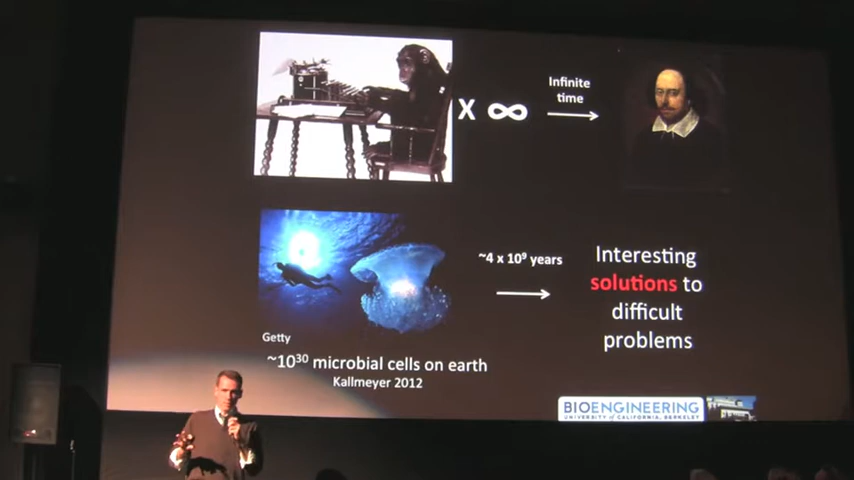 X ∞
Infinite
time
~4 x 10⁹ years
Interesting
solutions to
difficult
problems
Getty
~10³⁰ microbial cells on earth
Kallmeyer 2012
BIOENGINEERING
UNIVERSITY OF CALIFORNIA, BERKELEY